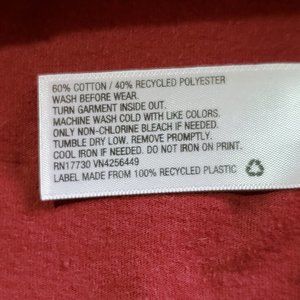 60% COTTON / 40% RECYCLED POLYESTER
WASH BEFORE WEAR.
TURN GARMENT INSIDE OUT.
MACHINE WASH COLD WITH LIKE COLORS.
ONLY NON-CHLORINE BLEACH IF NEEDED.
TUMBLE DRY LOW. REMOVE PROMPTLY.
COOL IRON IF NEEDED. DO NOT IRON ON PRINT.
RN17730 VN4256449
LABEL MADE FROM 100% RECYCLED PLASTIC